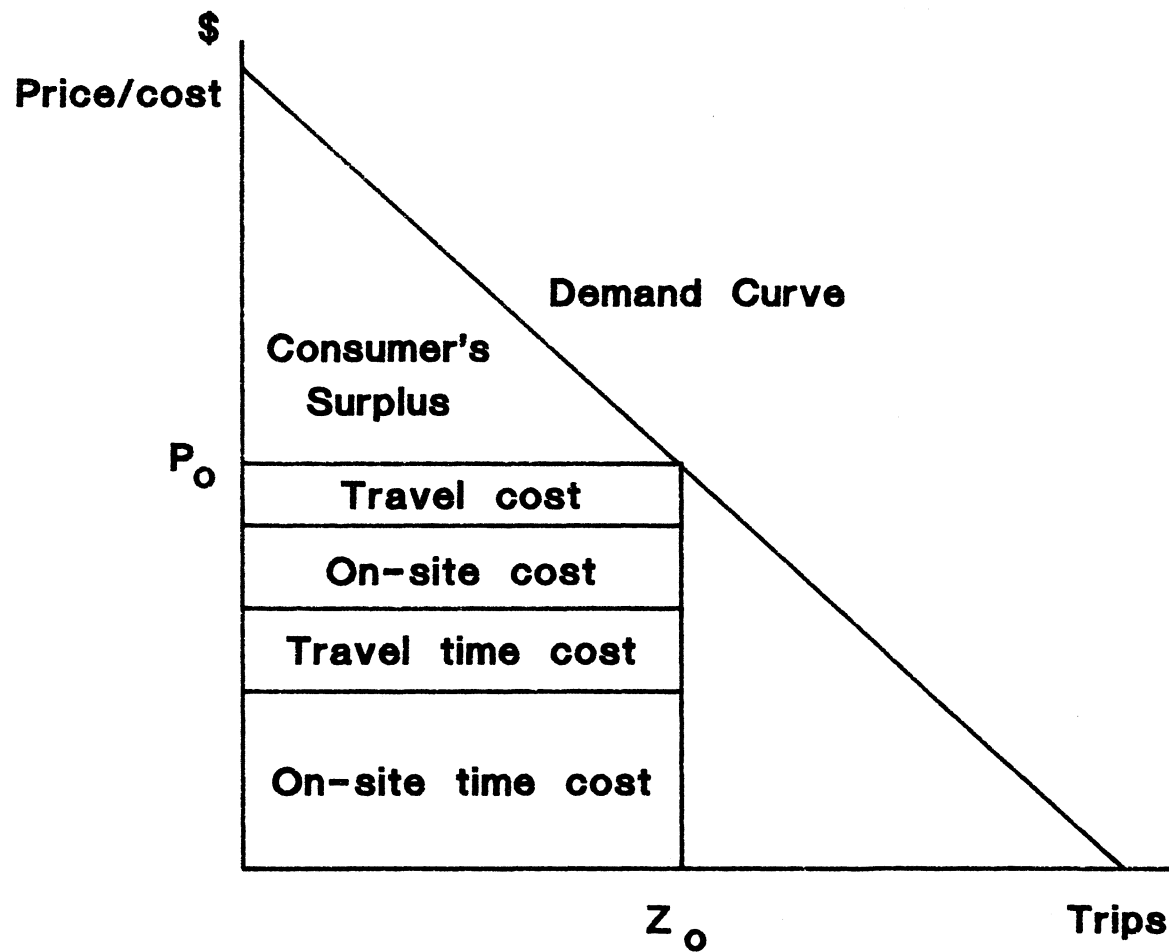 $
Price/cost
Demand Curve
Consumer's
Surplus
Po
Travel cost
On-site cost
Travel time cost
On-site time cost
Zo
Trips